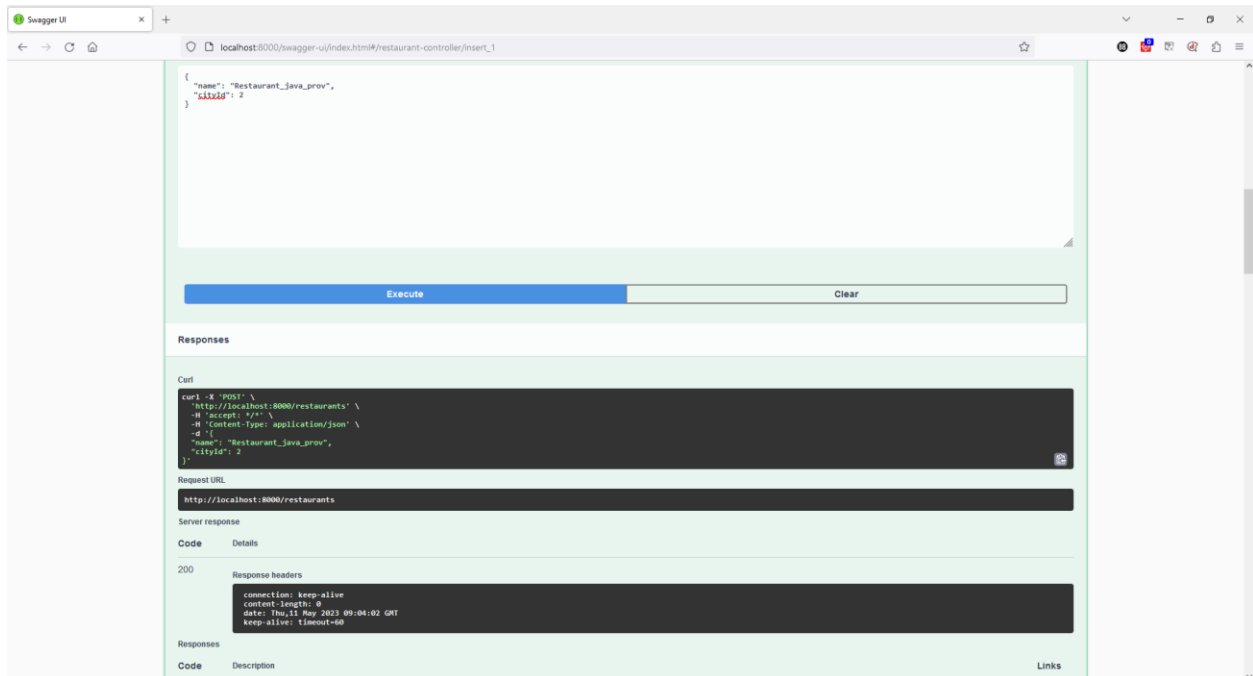 Swagger UI
localhost:8000/swagger-ui/index.html#/restaurant-controller/insert_1
{
"name": "Restaurant_java_prov",
"cityId": 2
}
Execute
Clear
Responses
Curl
curl -X 'POST' \
'http://localhost:8000/restaurants' \
-H 'accept: */*' \
-H 'Content-Type: application/json' \
-d '{
"name": "Restaurant_java_prov",
"cityId": 2
}'
Request URL
http://localhost:8000/restaurants
Server response
Code Details
200
Response headers
connection: keep-alive
content-length: 0
date: Thu,11 May 2023 09:04:02 GMT
keep-alive: timeout=60
Responses
Code Description Links